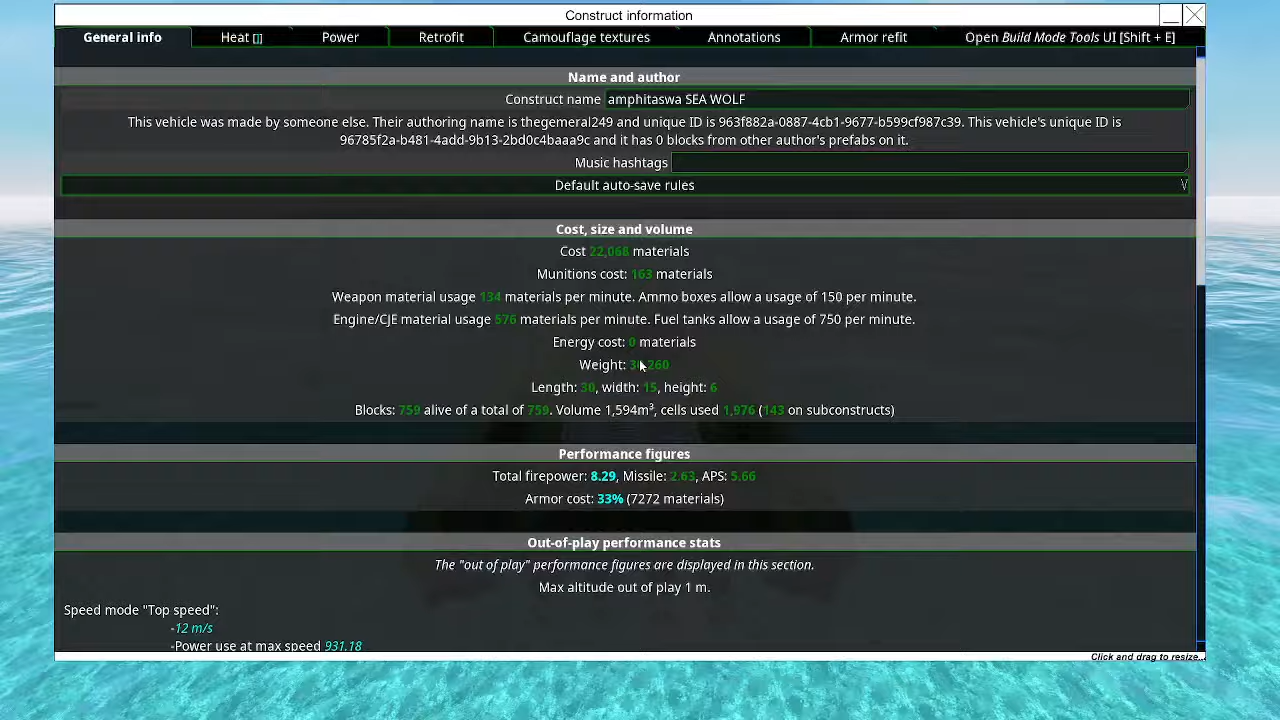 Construct information
General info Heat [] Power Retrofit Camouflage textures Annotations Armor refit Open Build Mode Tools UI [Shift + E]
Name and author
Construct name amphitaswa SEA WOLF
This vehicle was made by someone else. Their authoring name is thegeneral249 and unique ID is 963f882a-0887-4cb1-9677-b599cf987c39. This vehicle's unique ID is
96785f2a-b481-4add-9b13-2bd0c4baaa9c and it has 0 blocks from other author's prefabs on it.
Music hashtags
Default auto-save rules
Cost, size and volume
Cost 22,068 materials
Munitions cost: 163 materials
Weapon material usage 134 materials per minute. Ammo boxes allow a usage of 150 per minute.
Engine/CJE material usage 576 materials per minute. Fuel tanks allow a usage of 750 per minute.
Energy cost: 0 materials
Weight:
Length: 30, width: 15, height: 6
Blocks: 759 alive of a total of 759. Volume 1,594m³, cells used 1,976 (143 on subconstructs)
Performance figures
Total firepower: 8.29, Missile: 2.63, APS: 5.66
Armor cost: 33% (7272 materials)
Out-of-play performance stats
The "out of play" performance figures are displayed in this section.
Max altitude out of play 1 m.
Speed mode "Top speed":
-12 m/s
-Power use at max speed 931.18
Click and drag to resize...